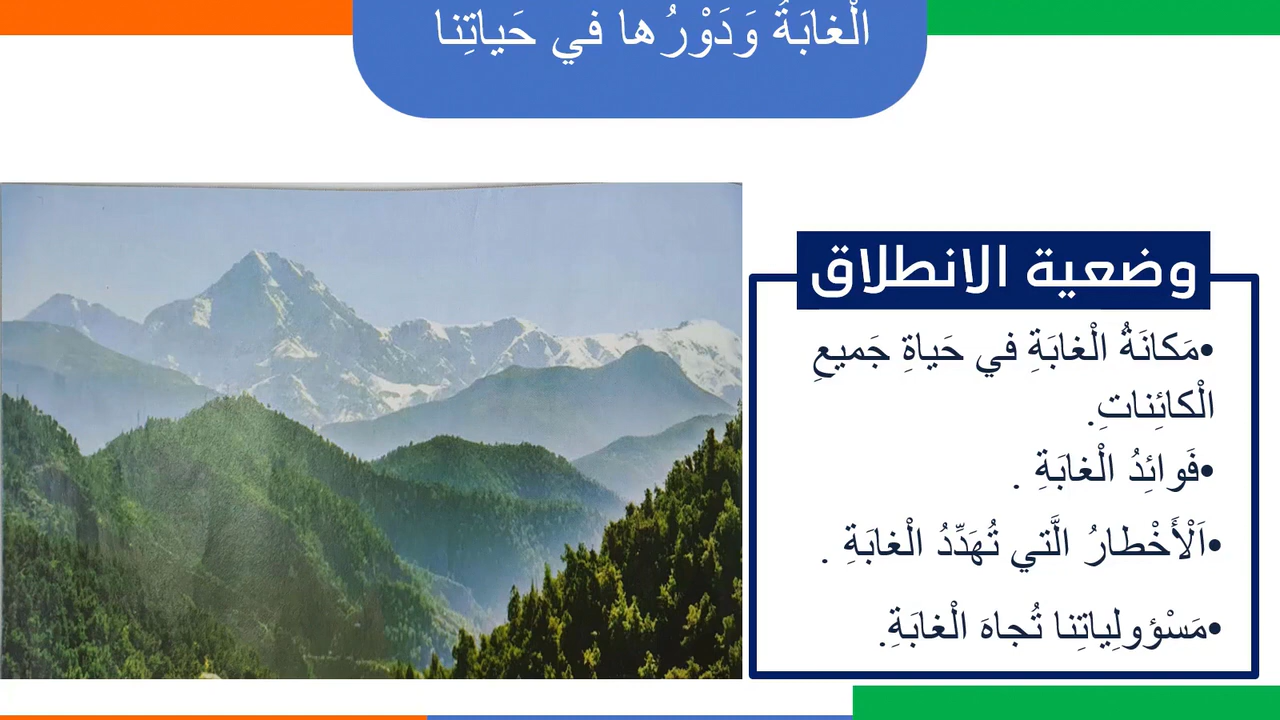 الْغابَةُ وَدَوْرُها في حَياتِنا
وضعية الانطلاق
•مَكانَةُ الْغابَةِ في حَياةِ جَميعِ
الْكائِناتِ.
•فَوائِدُ الْغابَةِ .
•اَلْأَخْطارُ الَّتي تُهَدِّدُ الْغابَةِ .
•مَسْؤولِياتِنا تُجاهَ الْغابَةِ.